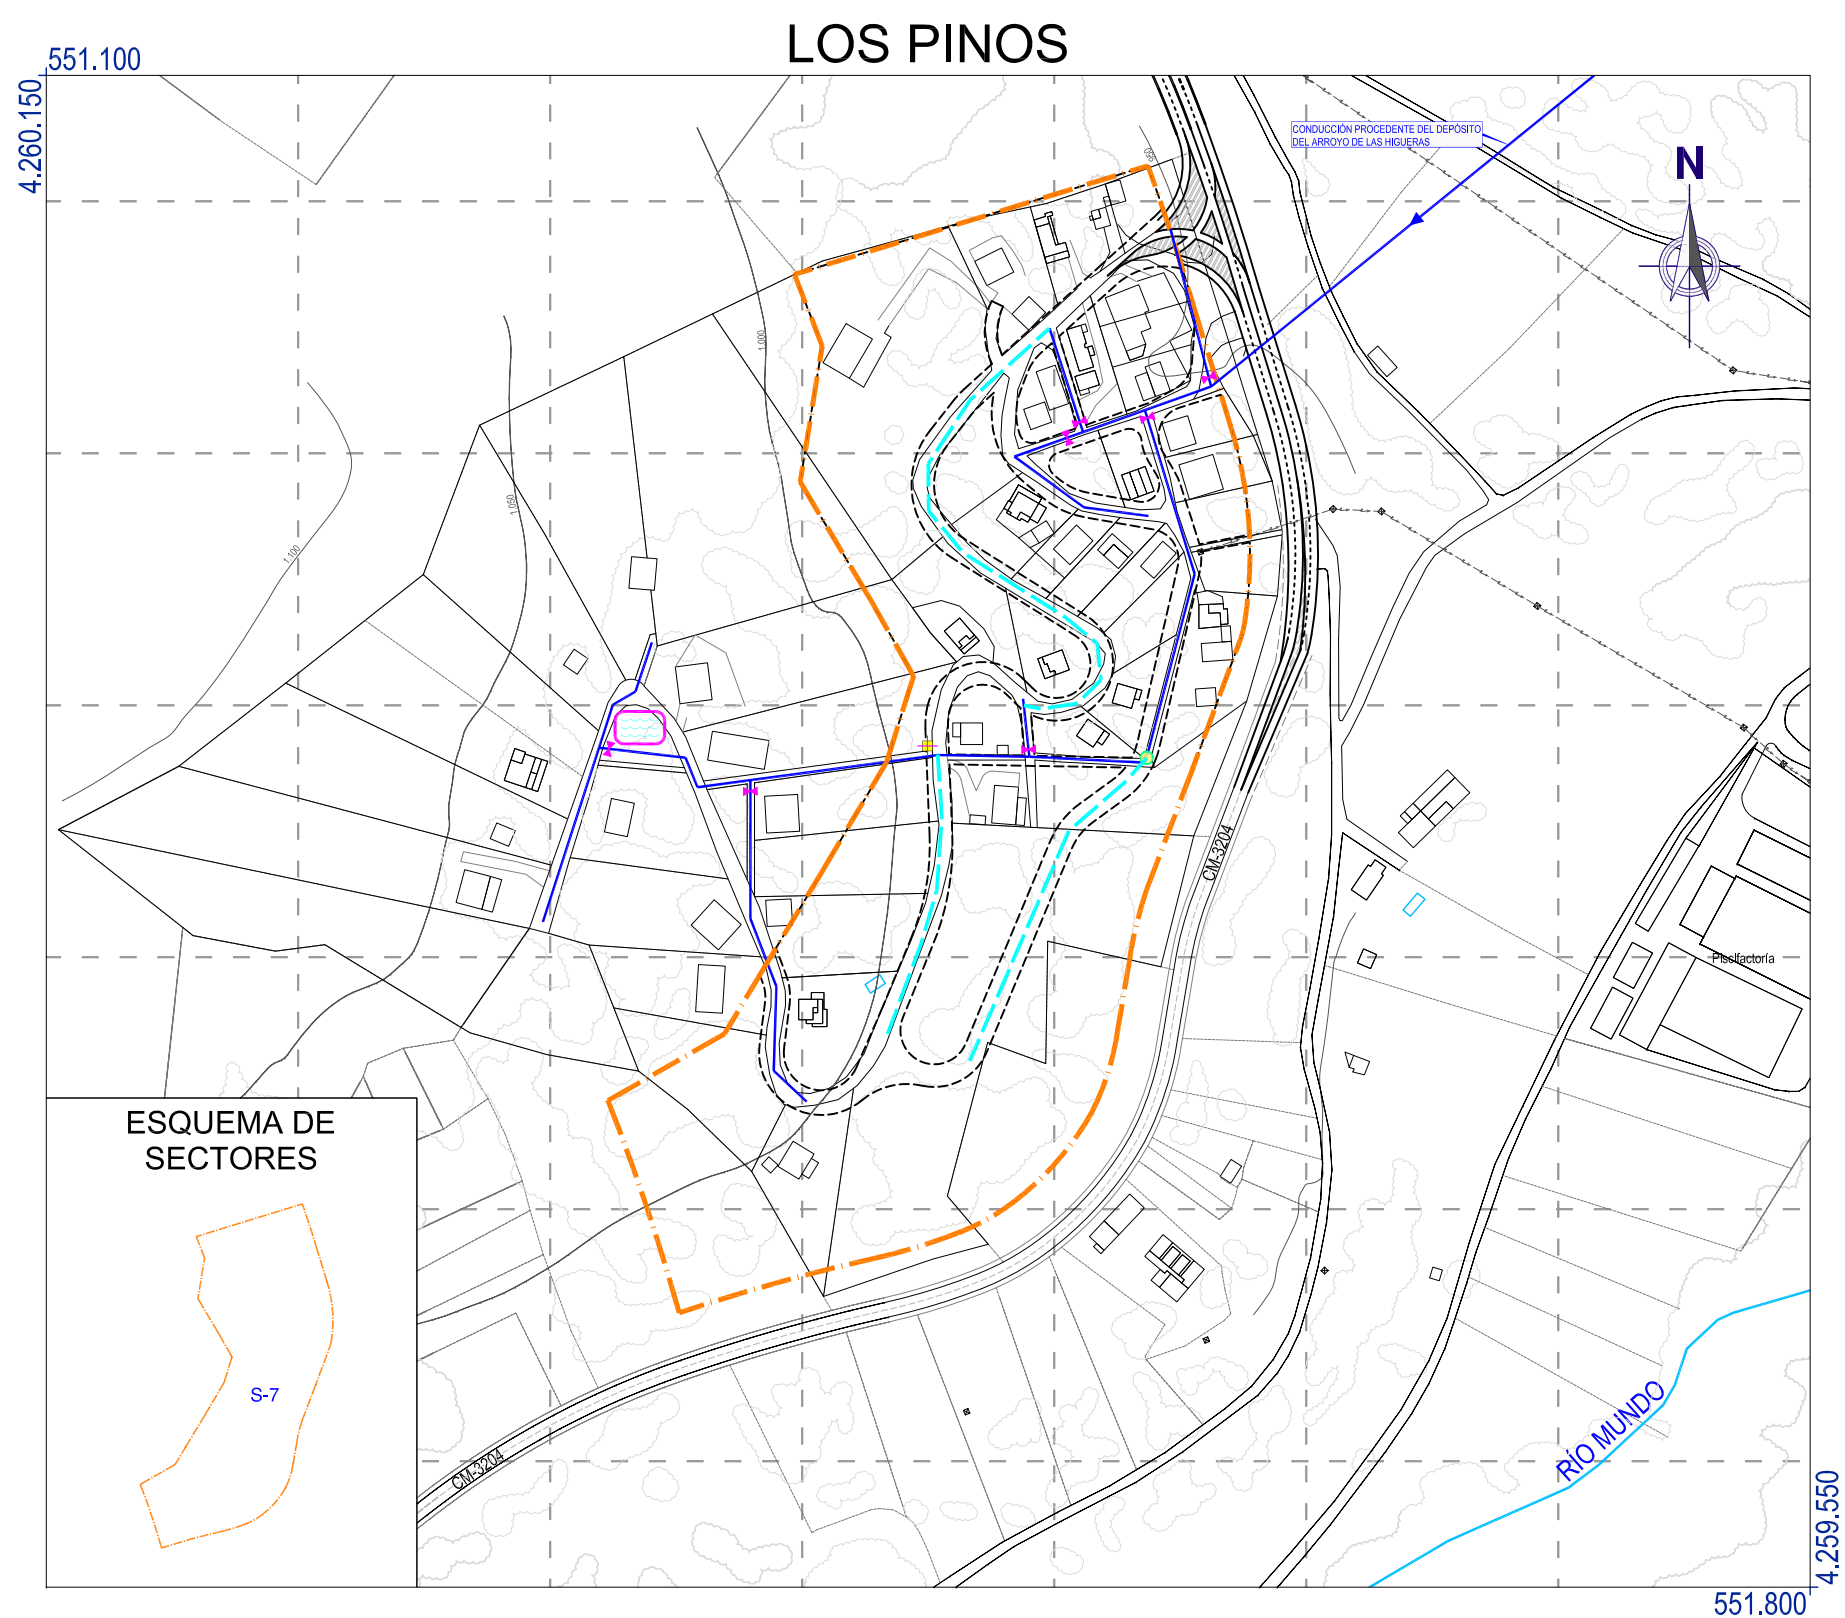 LOS PINOS
551.100
4.260.150
CONDUCCIÓN PROCEDENTE DEL DEPÓSITO
DEL ARROYO DE LAS HIGUERAS
N
950
1.000
1.050
1.100
CM-3204
Piscifactoría
ESQUEMA DE
SECTORES
S-7
CM-3204
RÍO MUNDO
4.259.550
551.800